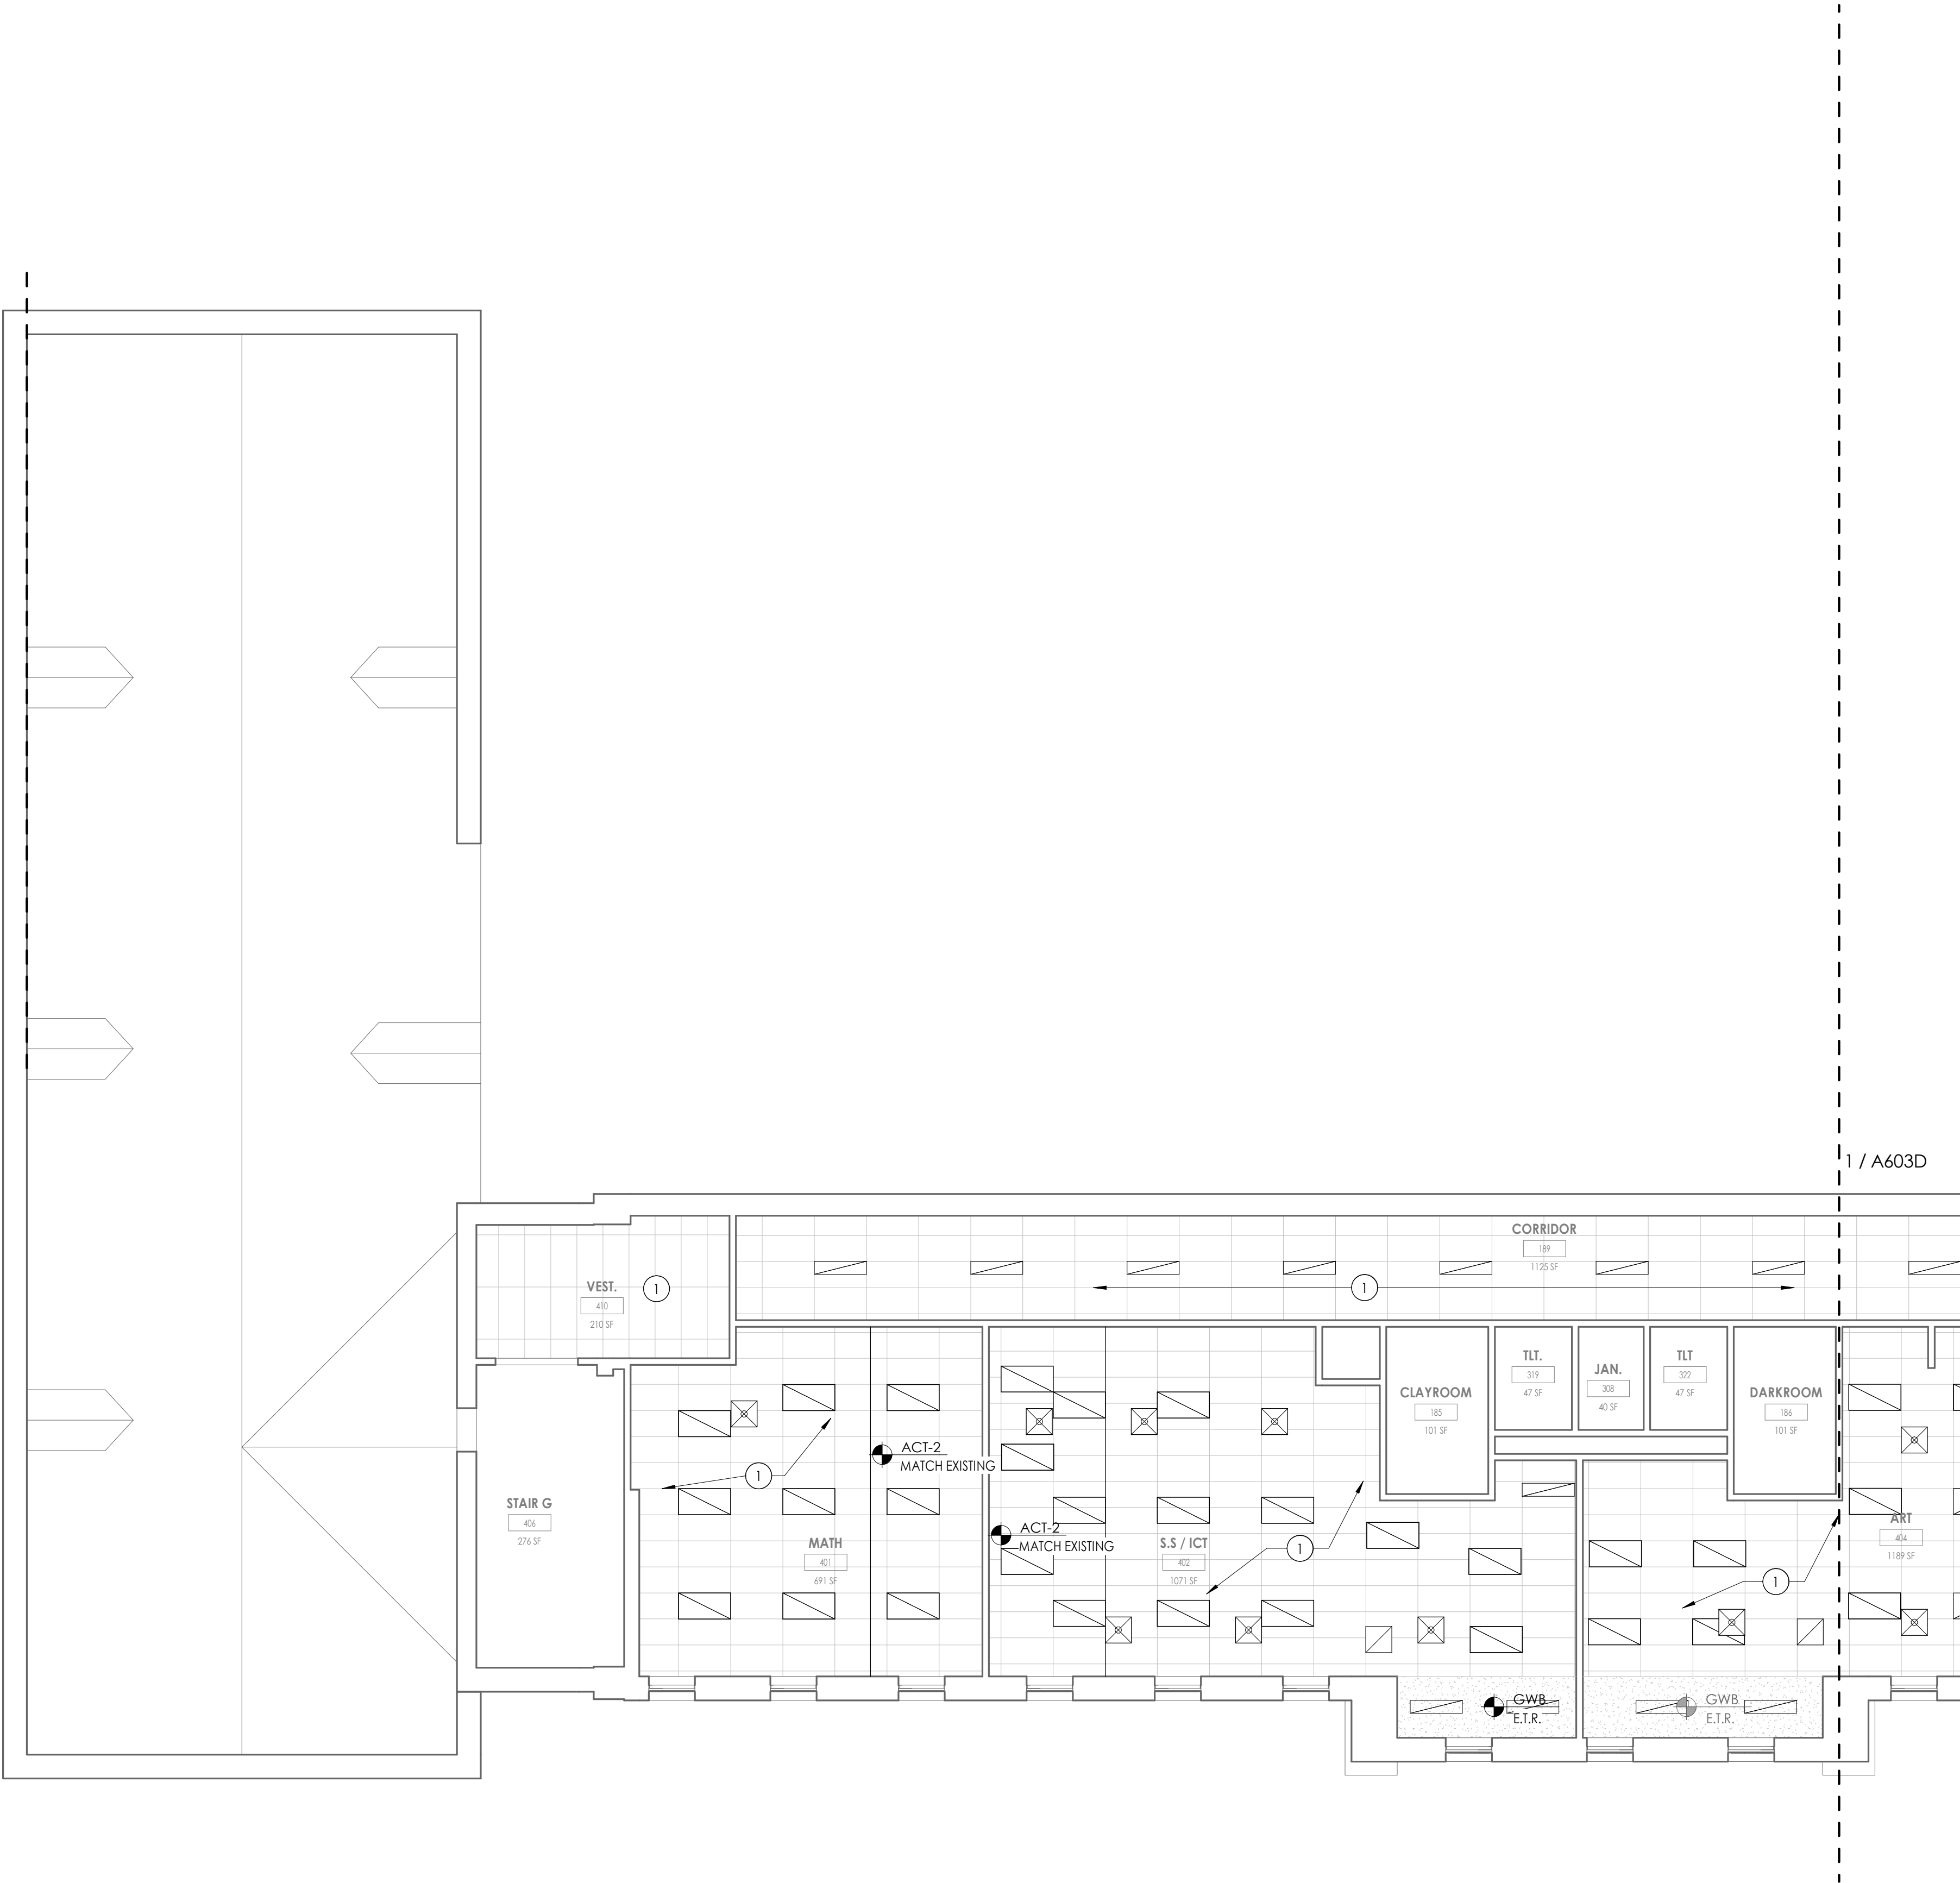 1 / A603D
CORRIDOR
189
1125 SF
1
VEST.
410
210 SF
1
TLT.
319
47 SF
JAN.
308
40 SF
TLT
322
47 SF
CLAYROOM
185
101 SF
DARKROOM
186
101 SF
ACT-2
MATCH EXISTING
1
STAIR G
406
276 SF
ACT-2
MATCH EXISTING
MATH
401
691 SF
S.S / ICT
402
1071 SF
1
ART
404
1189 SF
1
GWB
E.T.R.
GWB
E.T.R.